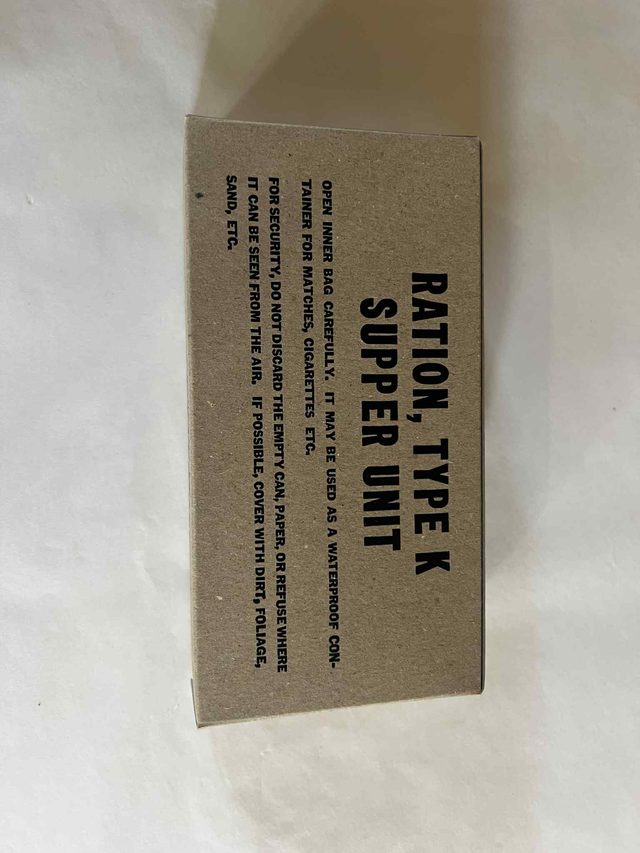 RATION, TYPE K
SUPPER UNIT
OPEN INNER BAG CAREFULLY. IT MAY BE USED AS A WATERPROOF CON-
TAINER FOR MATCHES, CIGARETTES ETC.
FOR SECURITY, DO NOT DISCARD THE EMPTY CAN, PAPER, OR REFUSE WHERE
IT CAN BE SEEN FROM THE AIR. IF POSSIBLE, COVER WITH DIRT, FOLIAGE,
SAND, ETC.